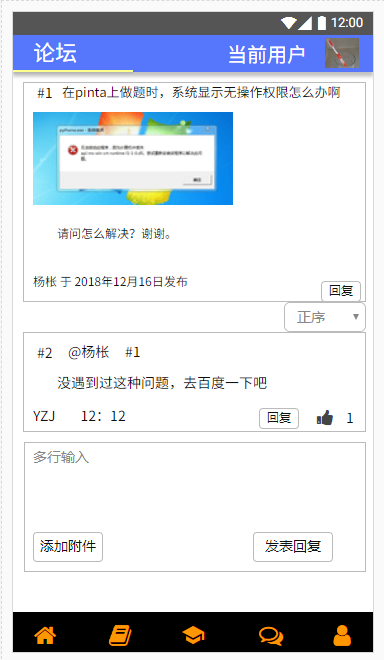 12:00
论坛
当前用户
#1 在pinta上做题时，系统显示无操作权限怎么办啊
请问怎么解决？谢谢。
杨枨 于 2018年12月16日发布
回复
正序
#2 @杨枨 #1
没遇到过这种问题，去百度一下吧
YZJ 12：12 回复 1
多行输入
添加附件 发表回复